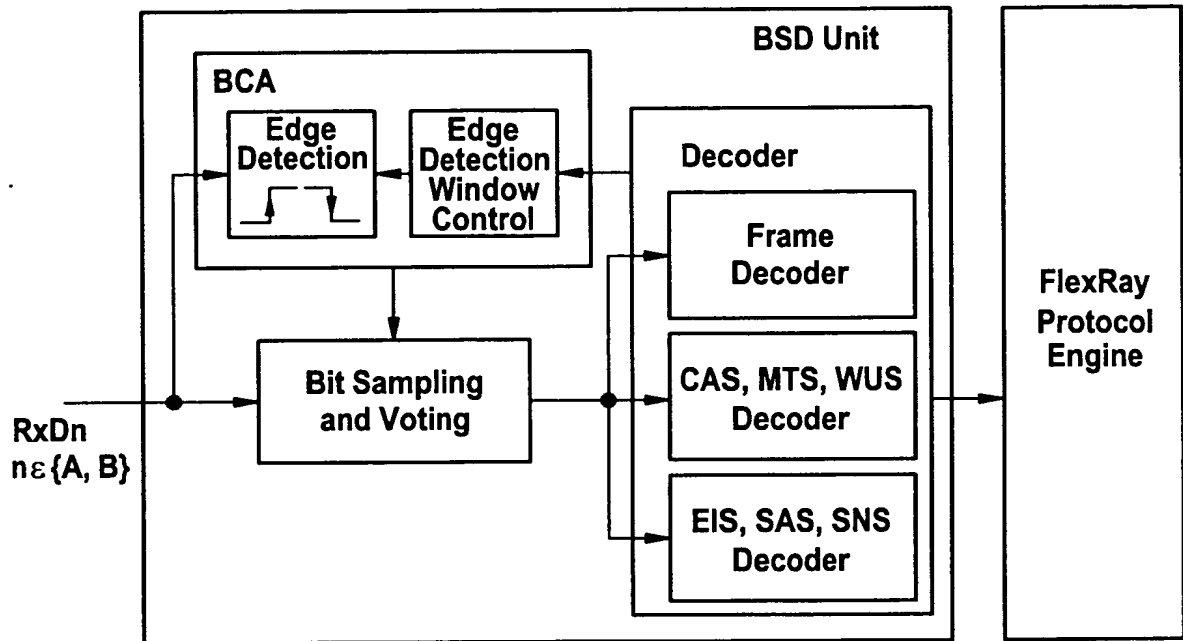 BSD Unit
BCA
Edge
Detection
Edge
Detection
Window
Control
Decoder
Frame
Decoder
Bit Sampling
and Voting
CAS, MTS, WUS
Decoder
EIS, SAS, SNS
Decoder
RxDn
nε{A, B}
FlexRay
Protocol
Engine